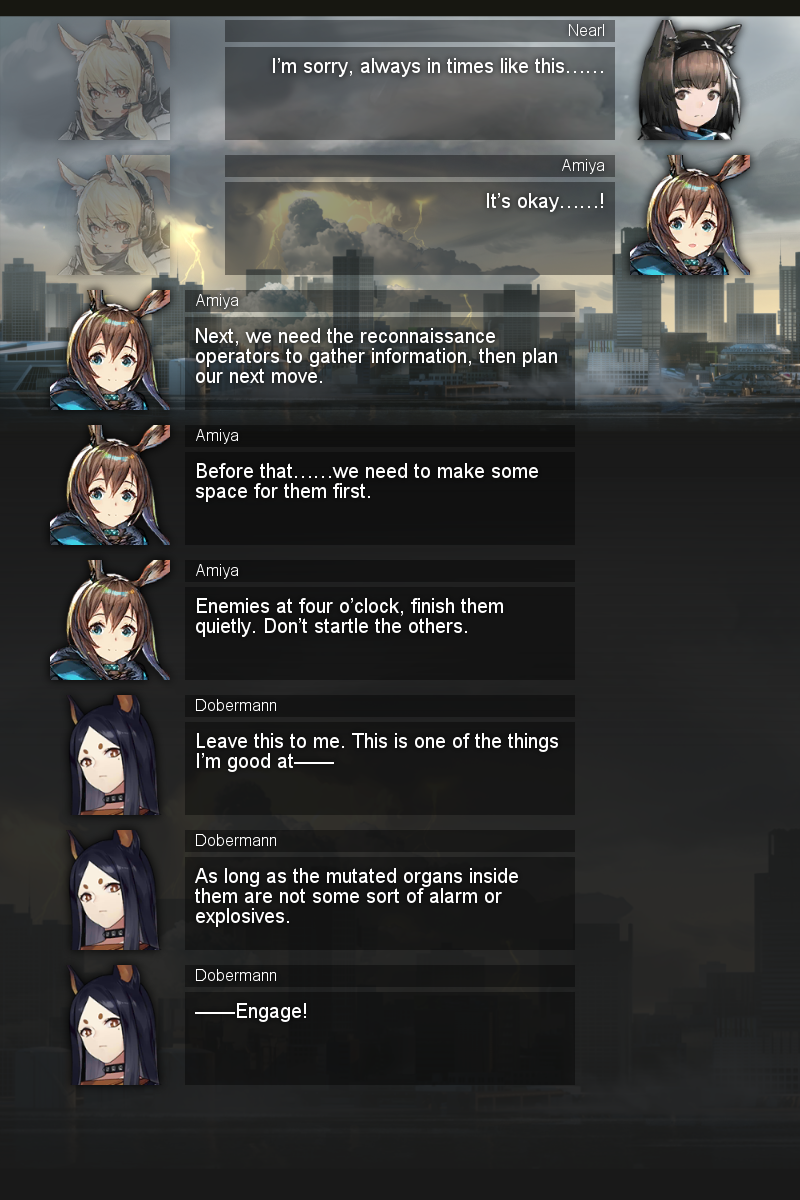 Nearl
I'm sorry, always in times like this……
Amiya
It's okay……!
Amiya
Next, we need the reconnaissance
operators to gather information, then plan
our next move.
Amiya
Before that……we need to make some
space for them first.
Amiya
Enemies at four o'clock, finish them
quietly. Don't startle the others.
Dobermann
Leave this to me. This is one of the things
I'm good at——
Dobermann
As long as the mutated organs inside
them are not some sort of alarm or
explosives.
Dobermann
——Engage!